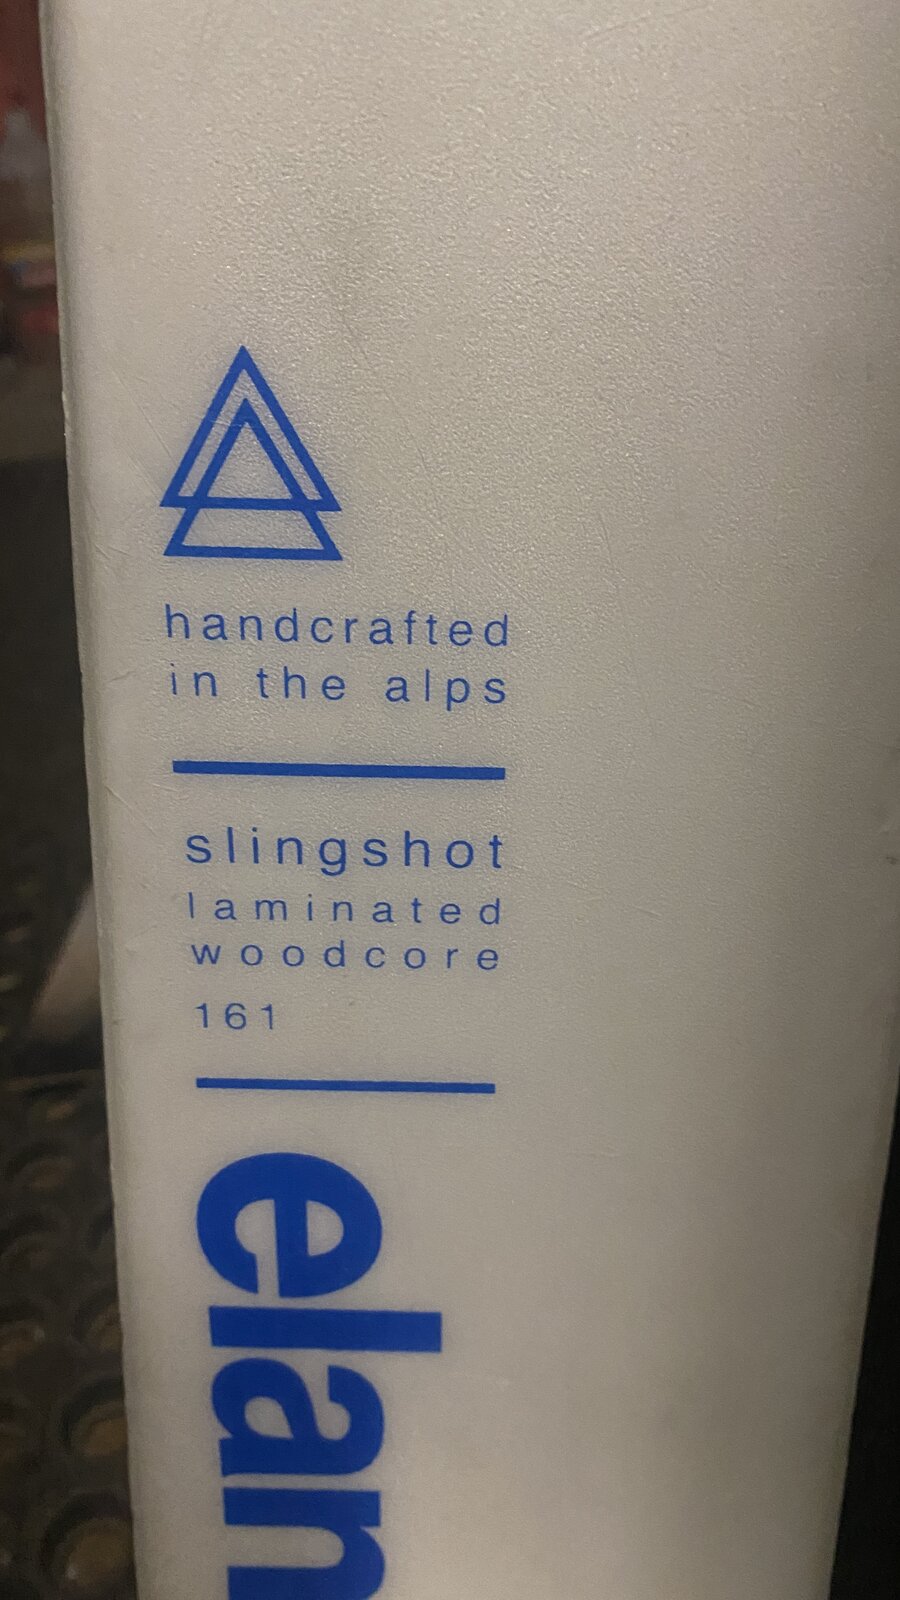 handcrafted
in the alps
slingshot
laminated
woodcore
161
elan